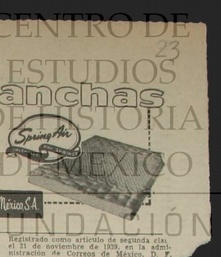 CENTRO DE
23
ESTUDIOS
anchas
DE HISTORIA
Spring Air
DE MÉXICO
México S.A.
FUNDACIÓN
Registrado como artículo de segunda clas
el 21 de noviembre de 1939, en la admi-
nistración de Correos de México, D. F.